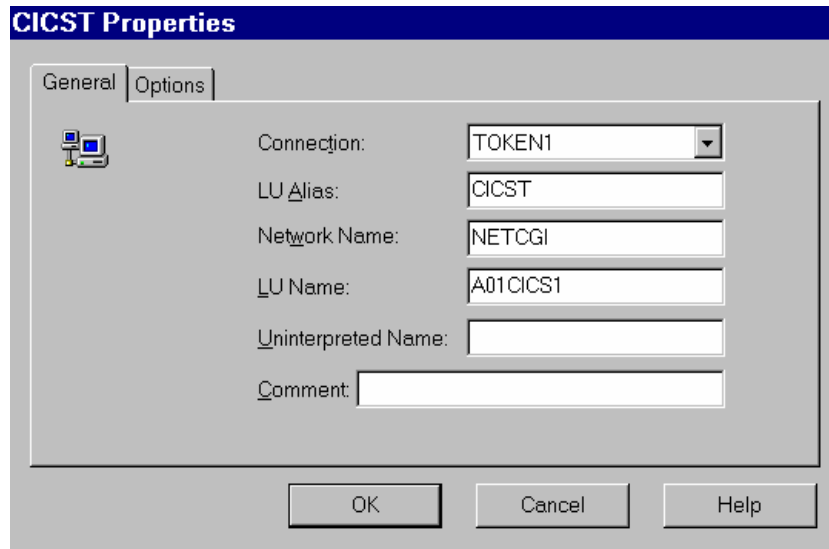 CICST Properties
General Options
Connection: TOKEN1
LU Alias: CICST
Network Name: NETCGI
LU Name: A01CICS1
Uninterpreted Name:
Comment:
OK Cancel Help